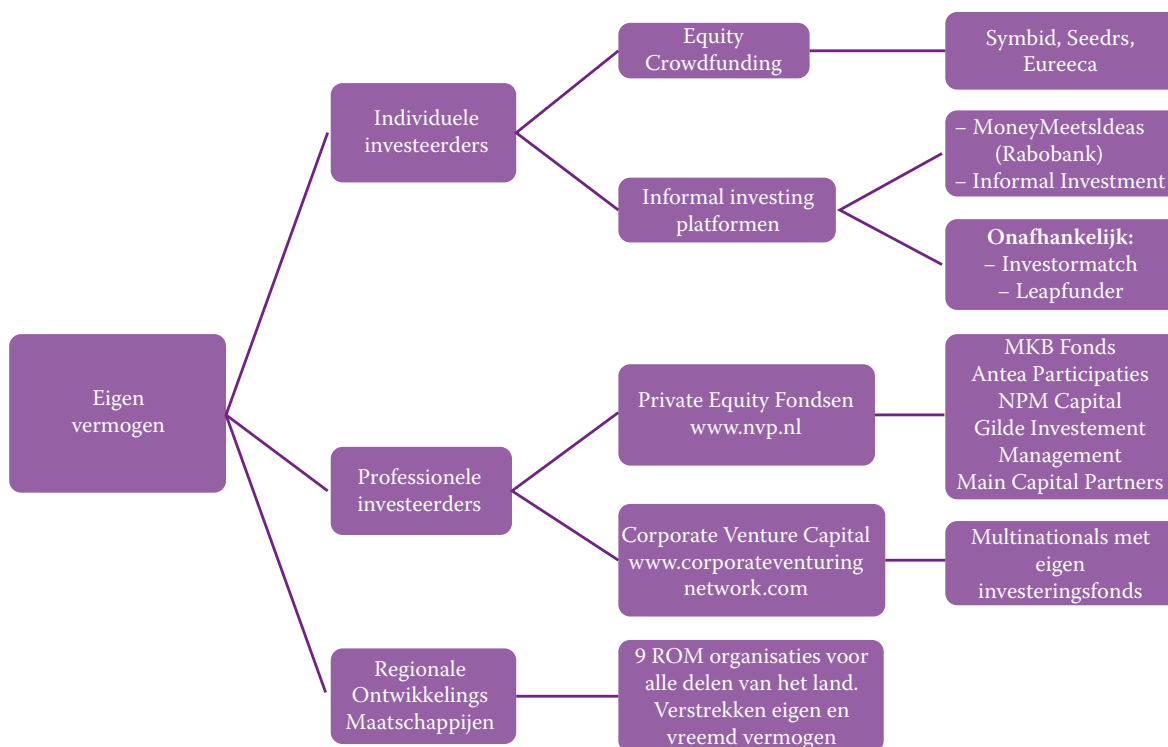 Eigen
vermogen
Individuele
investeerders
Equity
Crowdfunding
Symbid, Seedrs,
Eureeca
Informal investing
platformen
– MoneyMeetsIdeas
(Rabobank)
– Informal Investment
Onafhankelijk:
– Investormatch
– Leapfunder
Professionele
investeerders
Private Equity Fondsen
www.nvp.nl
MKB Fonds
Antea Participaties
NPM Capital
Gilde Investement
Management
Main Capital Partners
Corporate Venture Capital
www.corporateventuring
network.com
Multinationals met
eigen
investeringsfonds
Regionale
Ontwikkelings
Maatschappijen
9 ROM organisaties voor
alle delen van het land.
Verstrekken eigen en
vreemd vermogen